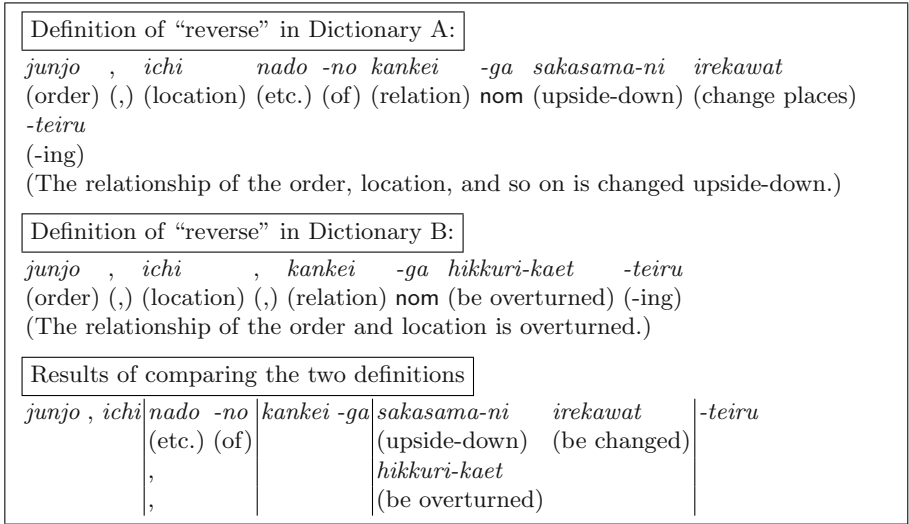 Definition of “reverse” in Dictionary A:
junjo , ichi nado -no kankei -ga sakasama-ni irekawat
(order) (,) (location) (etc.) (of) (relation) nom (upside-down) (change places)
-teiru
(-ing)
(The relationship of the order, location, and so on is changed upside-down.)
Definition of “reverse” in Dictionary B:
junjo , ichi , kankei -ga hikkuri-kaet -teiru
(order) (,) (location) (,) (relation) nom (be overturned) (-ing)
(The relationship of the order and location is overturned.)
Results of comparing the two definitions
junjo , ichi nado -no kankei -ga sakasama-ni irekawat -teiru
(etc.) (of) (upside-down) (be changed)
, hikkuri-kaet
, (be overturned)